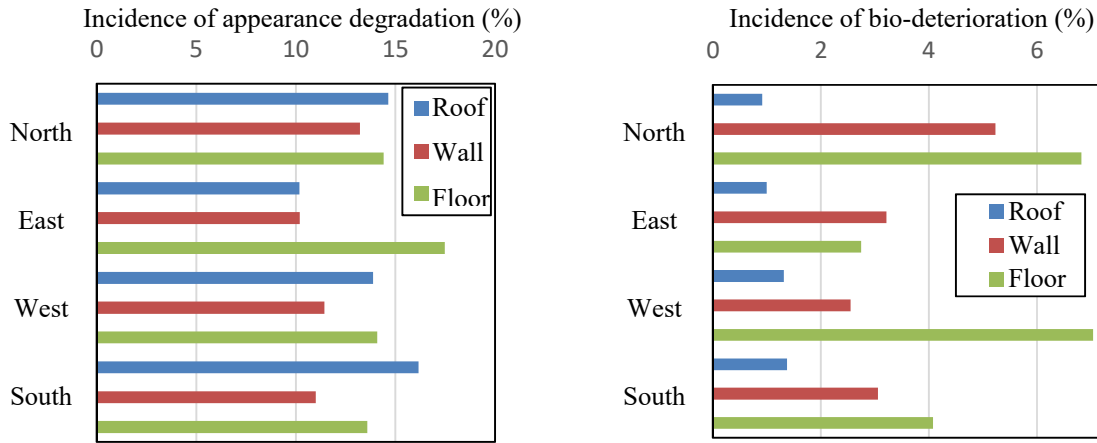 Incidence of appearance degradation (%)
0 5 10 15 20
North
East
West
South
Roof
Wall
Floor
Incidence of bio-deterioration (%)
0 2 4 6
North
East
West
South
Roof
Wall
Floor